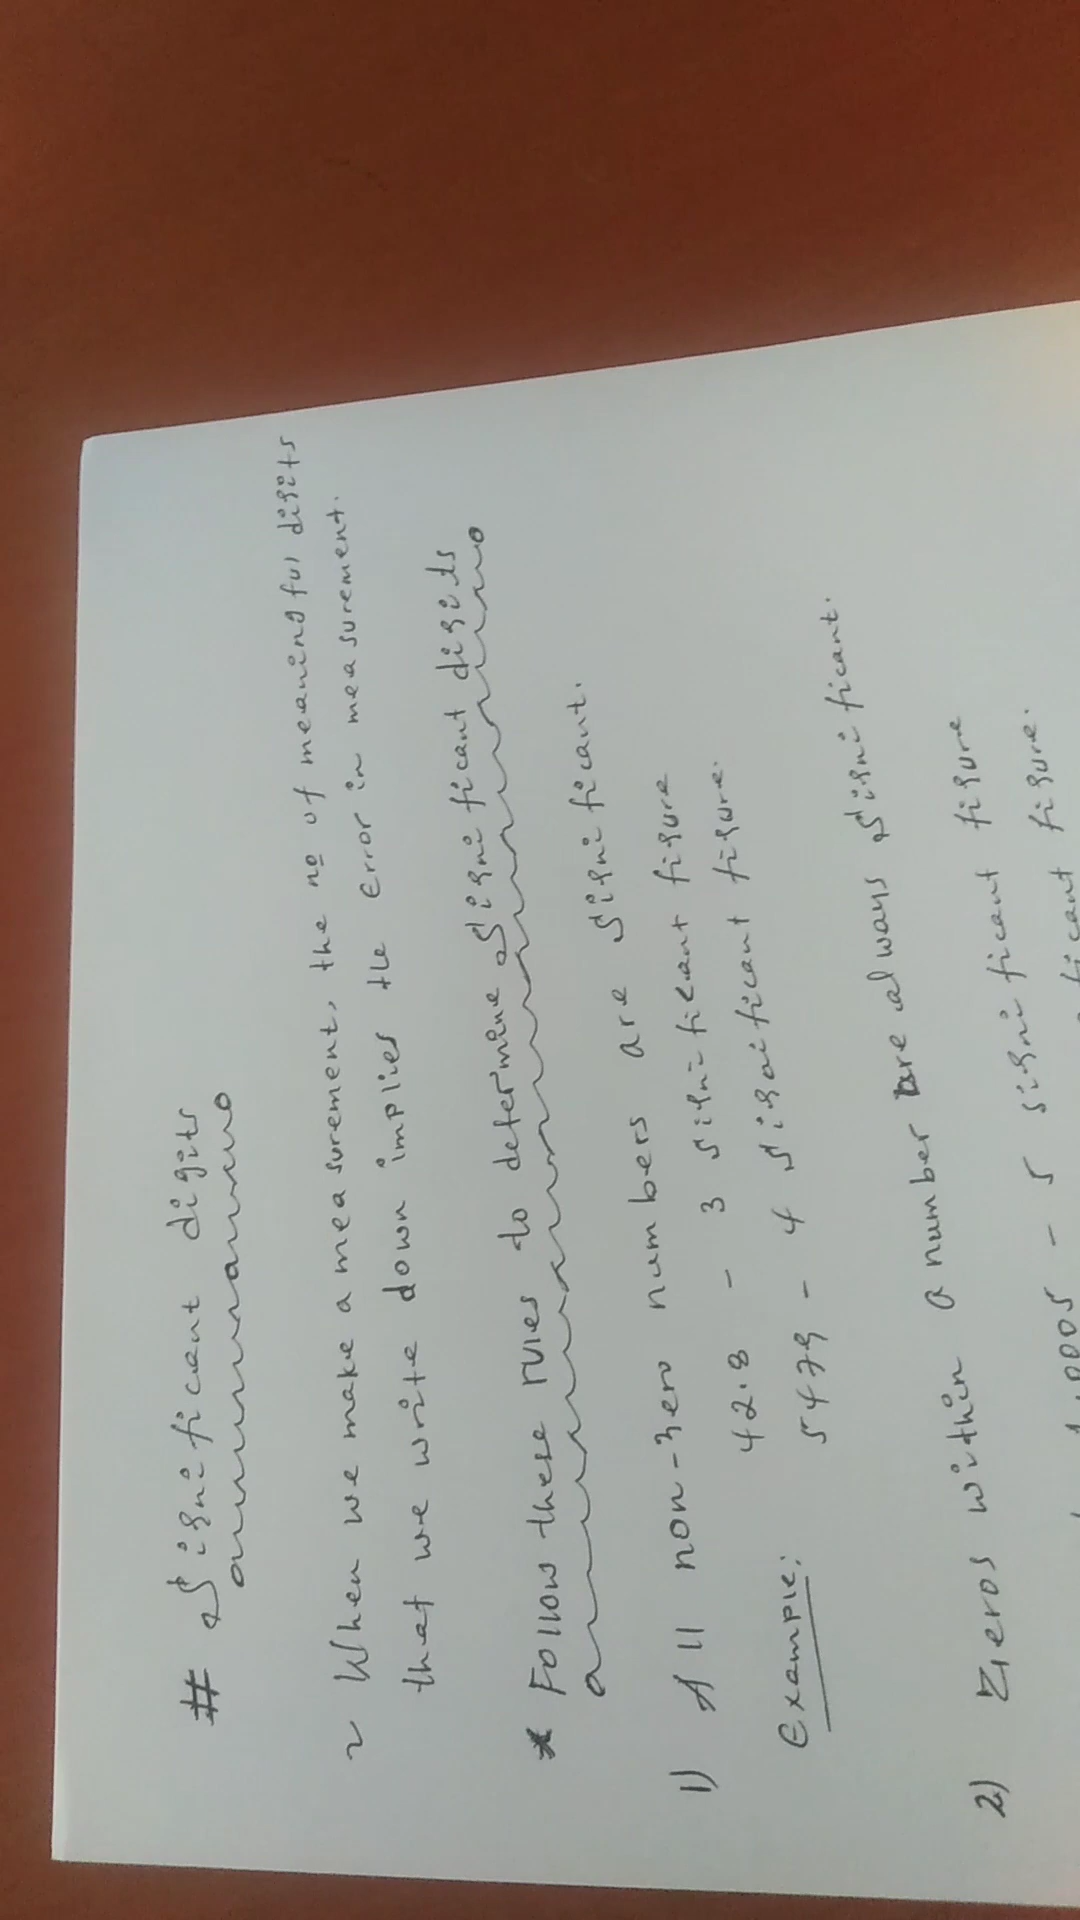 # Significant digits
~ When we make a measurement, the no of meaningful digits
that we write down implies the error in measurement.
* Follow these rules to determine significant digits
1) All non-zero numbers are significant.
Example: 42.8 - 3 significant figure
5479 - 4 significant figure.
2) Zeros within a number are always significant.
- 5 significant figure
figure.